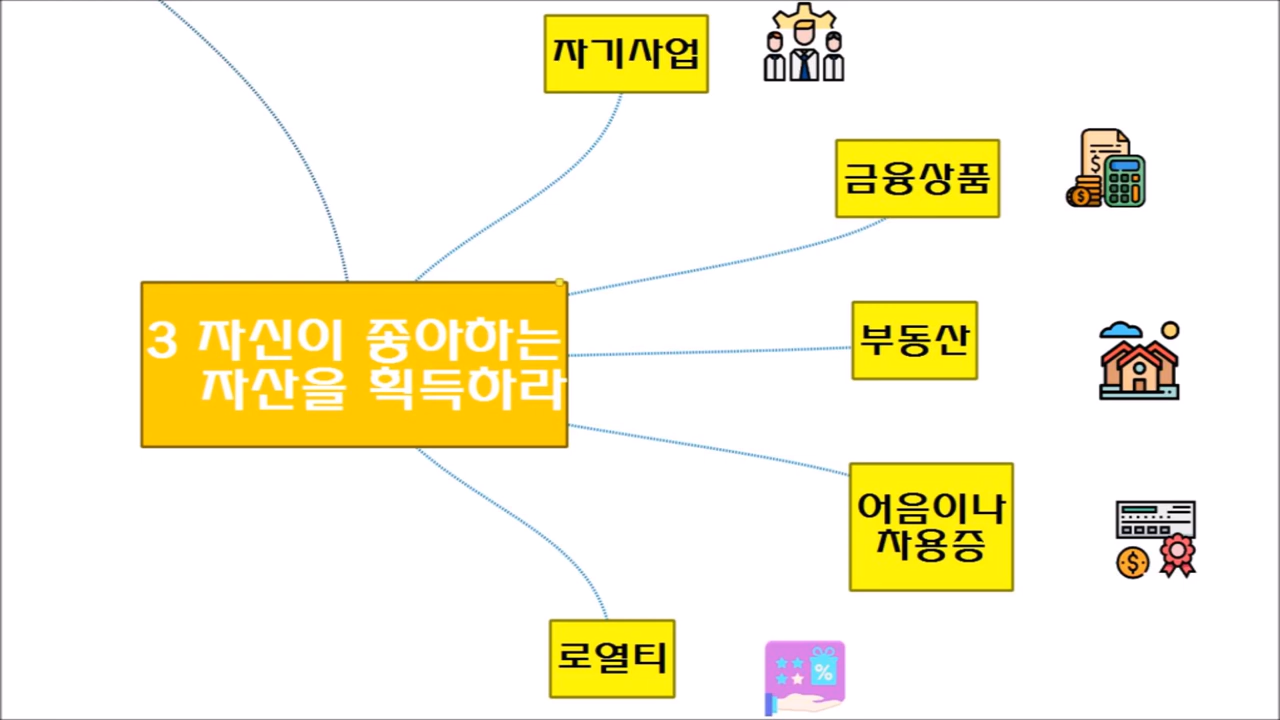 자기사업
금융상품
3 자신이 좋아하는
자산을 획득하라
부동산
어음이나
차용증
로열티